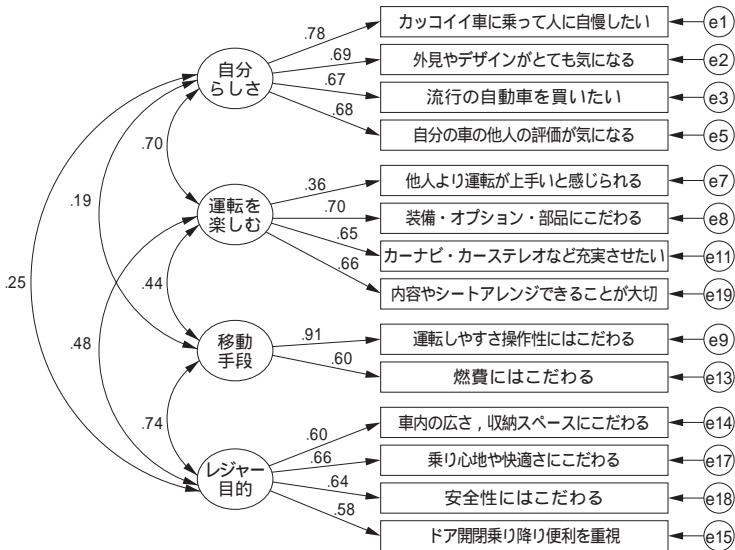 .78
カッコイイ車に乗って人に自慢したい
e1
.69
外見やデザインがとても気になる
e2
自分
らしさ
.67
流行の自動車を買いたい
e3
.68
自分の車の他人の評価が気になる
e5
.70
.36
他人より運転が上手いと感じられる
e7
.19
運転を
楽しむ
.70
装備・オプション・部品にこだわる
e8
.65
カーナビ・カーステレオなど充実させたい
e11
.66
内容やシートアレンジできることが大切
e19
.25
.44
.48
移動
手段
.91
運転しやすさ操作性にはこだわる
e9
.60
燃費にはこだわる
e13
.74
.60
車内の広さ，収納スペースにこだわる
e14
レジャー
目的
.66
乗り心地や快適さにこだわる
e17
.64
安全性にはこだわる
e18
.58
ドア開閉乗り降り便利を重視
e15